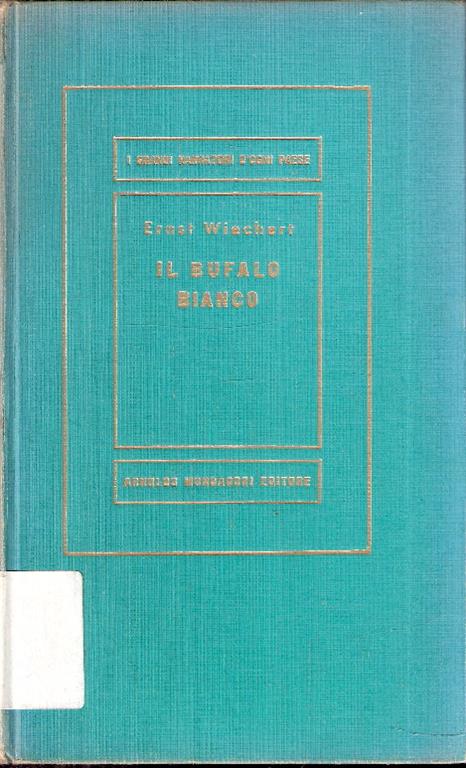 I GRANDI NARRATORI D'OGNI PAESE
Ernst Wiechert
IL BUFALO
BIANCO
ARNOLDO MONDADORI EDITORE